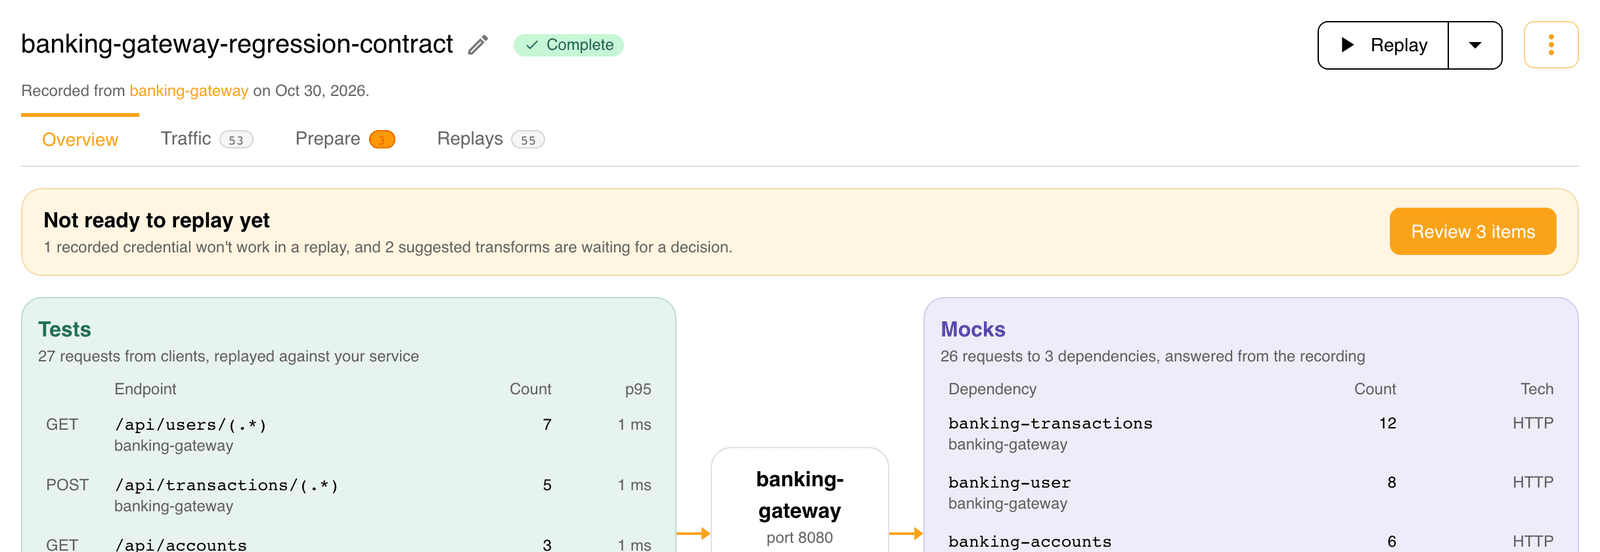 banking-gateway-regression-contract
Complete
Replay
Recorded from banking-gateway on Oct 30, 2026.
Overview
Traffic 53
Prepare 3
Replays 55
Not ready to replay yet
1 recorded credential won't work in a replay, and 2 suggested transforms are waiting for a decision.
Review 3 items
Tests
27 requests from clients, replayed against your service
Endpoint Count p95
GET /api/users/(.*) 7 1 ms
banking-gateway
POST /api/transactions/(.*) 5 1 ms
banking-gateway
GET /api/accounts 3 1 ms
banking-
gateway
port 8080
Mocks
26 requests to 3 dependencies, answered from the recording
Dependency Count Tech
banking-transactions 12 HTTP
banking-gateway
banking-user 8 HTTP
banking-gateway
banking-accounts 6 HTTP